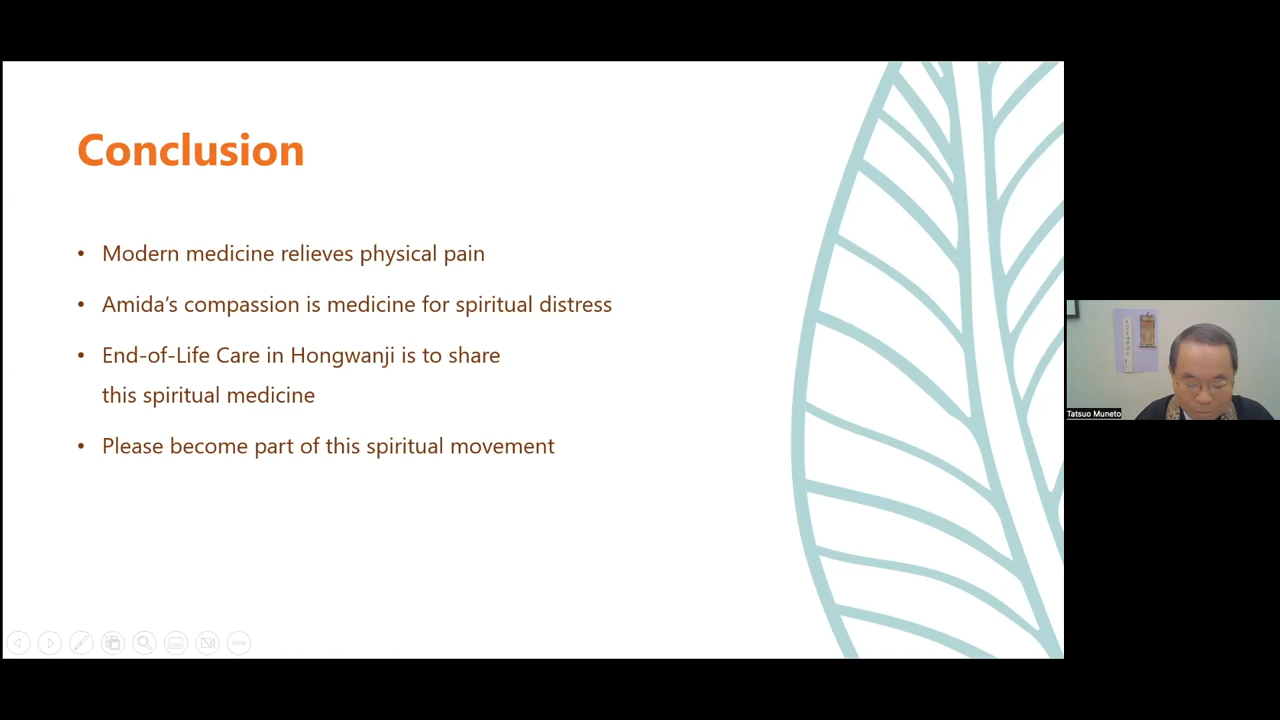 Conclusion
• Modern medicine relieves physical pain
• Amida's compassion is medicine for spiritual distress
• End-of-Life Care in Hongwanji is to share
this spiritual medicine
• Please become part of this spiritual movement
Tatsuo Muneto